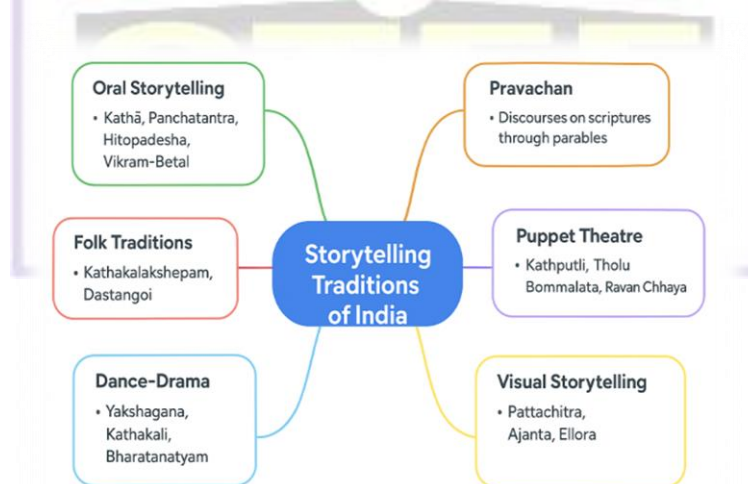 Oral Storytelling
• Kathā, Panchatantra,
Hitopadesha,
Vikram-Betal
Pravachan
• Discourses on scriptures
through parables
Folk Traditions
• Kathakalakshepam,
Dastangoi
Storytelling
Traditions
of India
Puppet Theatre
• Kathputli, Tholu
Bommalata, Ravan Chhaya
Dance-Drama
• Yakshagana,
Kathakali,
Bharatanatyam
Visual Storytelling
• Pattachitra,
Ajanta, Ellora